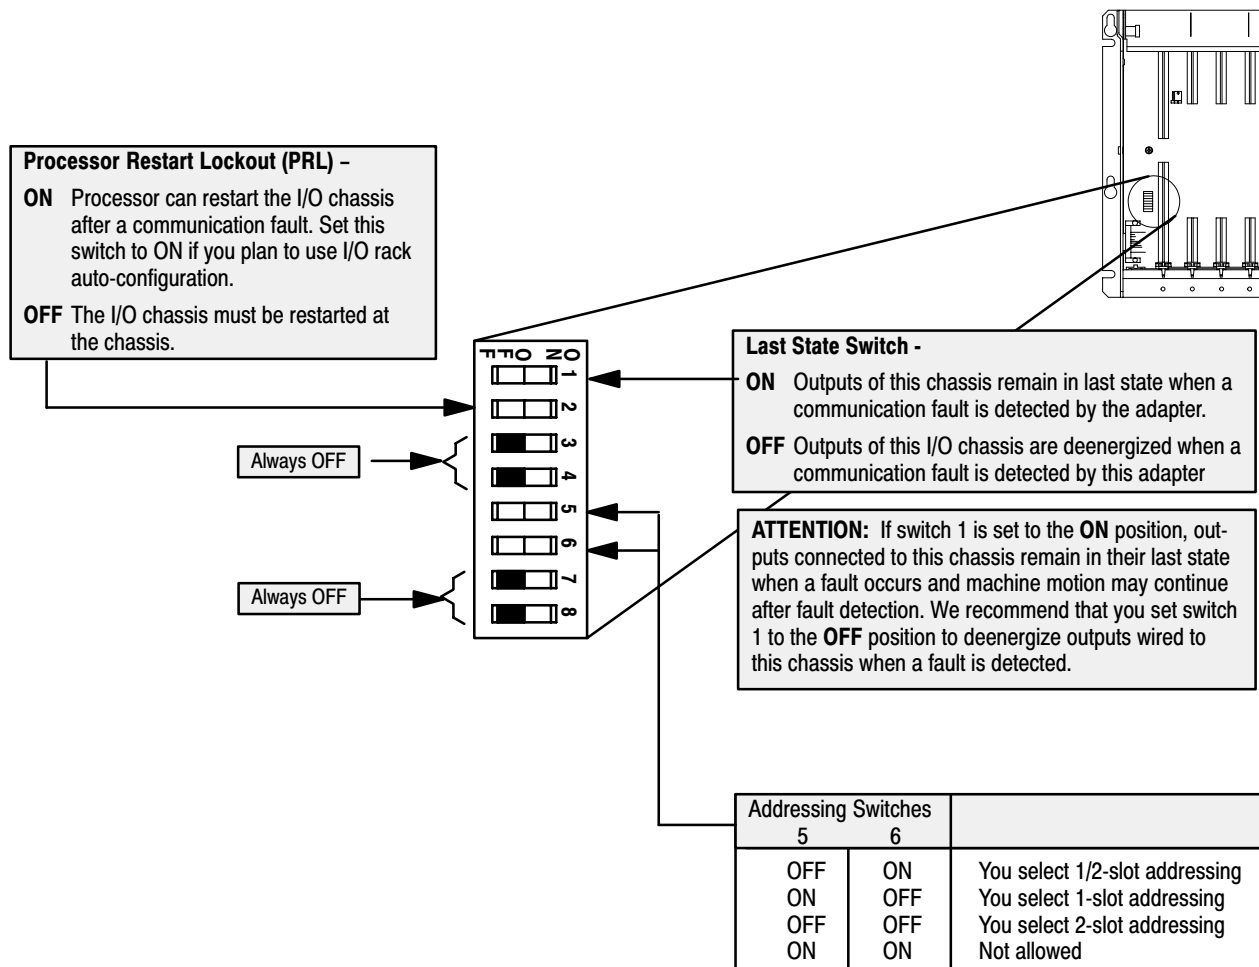 Processor Restart Lockout (PRL) –
ON Processor can restart the I/O chassis
after a communication fault. Set this
switch to ON if you plan to use I/O rack
auto-configuration.
OFF The I/O chassis must be restarted at
the chassis.
OFF ON
1
2
3
4
5
6
7
8
Always OFF
Always OFF
Last State Switch -
ON Outputs of this chassis remain in last state when a
communication fault is detected by the adapter.
OFF Outputs of this I/O chassis are deenergized when a
communication fault is detected by this adapter
ATTENTION: If switch 1 is set to the ON position, out-
puts connected to this chassis remain in their last state
when a fault occurs and machine motion may continue
after fault detection. We recommend that you set switch
1 to the OFF position to deenergize outputs wired to
this chassis when a fault is detected.
Addressing Switches
5 6
OFF ON You select 1/2-slot addressing
ON OFF You select 1-slot addressing
OFF OFF You select 2-slot addressing
ON ON Not allowed